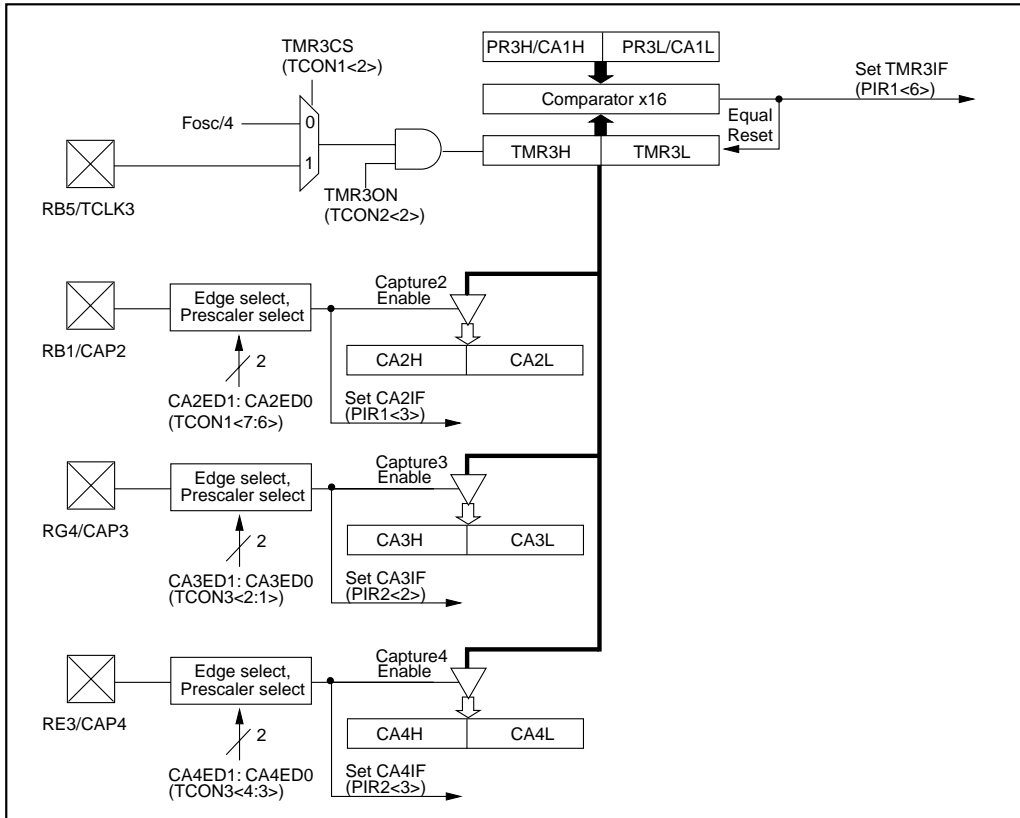 PR3H/CA1H PR3L/CA1L
TMR3CS
(TCON1<2>)
Comparator x16
Set TMR3IF
(PIR1<6>)
Fosc/4
0
1
Equal
Reset
TMR3H TMR3L
TMR3ON
(TCON2<2>)
RB5/TCLK3
Edge select,
Prescaler select
Capture2
Enable
RB1/CAP2
2
CA2H CA2L
CA2ED1: CA2ED0
(TCON1<7:6>)
Set CA2IF
(PIR1<3>)
Edge select,
Prescaler select
Capture3
Enable
RG4/CAP3
2
CA3H CA3L
CA3ED1: CA3ED0
(TCON3<2:1>)
Set CA3IF
(PIR2<2>)
Edge select,
Prescaler select
Capture4
Enable
RE3/CAP4
2
CA4H CA4L
CA4ED1: CA4ED0
(TCON3<4:3>)
Set CA4IF
(PIR2<3>)